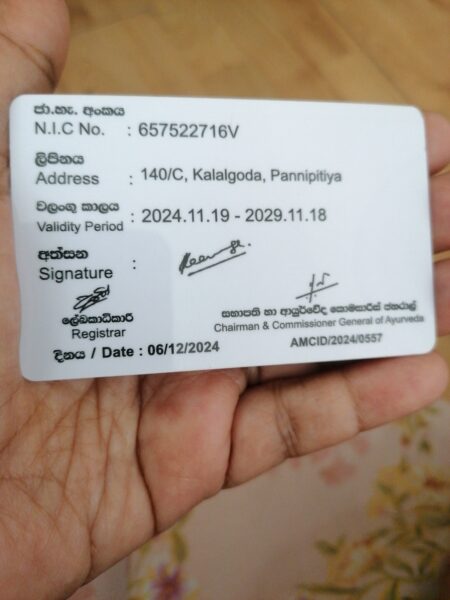 ජා.හැ. අංකය
N.I.C No. : 657522716V
ලිපිනය
Address : 140/C, Kalalgoda, Pannipitiya
වලංගු කාලය
Validity Period : 2024.11.19 - 2029.11.18
අත්සන
Signature :
ලේඛකාධිකාරී
Registrar
සභාපති හා ආයුර්වේද කොමසාරිස් ජනරාල්
Chairman & Commissioner General of Ayurveda
දිනය / Date : 06/12/2024
AMCID/2024/0557